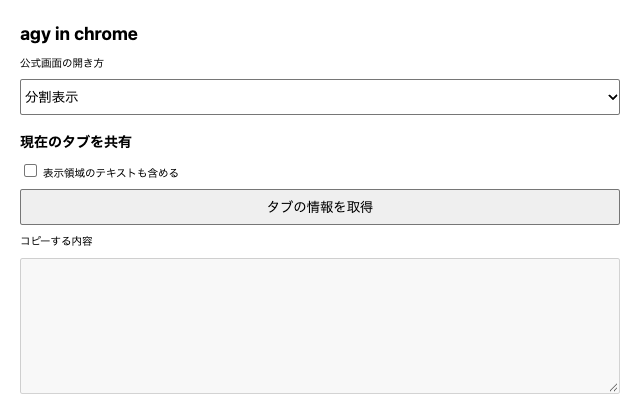 agy in chrome
公式画面の開き方
分割表示
現在のタブを共有
表示領域のテキストも含める
タブの情報を取得
コピーする内容